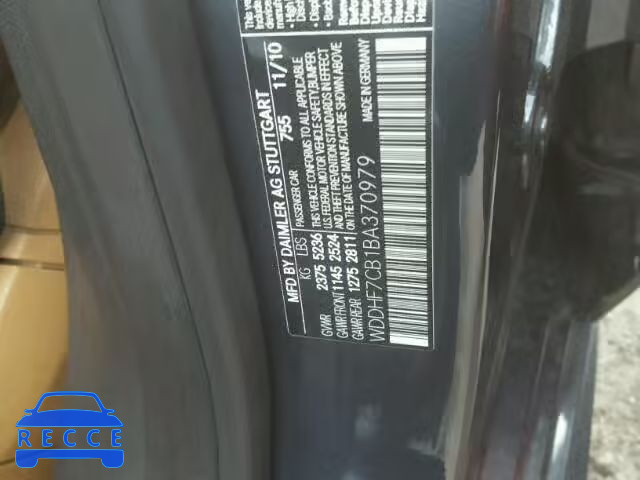 MFD BY DAIMLER AG STUTTGART
755 11/10
KG LBS PASSENGER CAR
GVWR 2375 5236 THIS VEHICLE CONFORMS TO ALL APPLICABLE
GAWR FRONT 1145 2524 U.S. FEDERAL MOTOR VEHICLE SAFETY, BUMPER
GAWR REAR 1275 2811 AND THEFT PREVENTION STANDARDS IN EFFECT
ON THE DATE OF MANUFACTURE SHOWN ABOVE
WDDHF7CB1BA370979 MADE IN GERMANY
RECCE